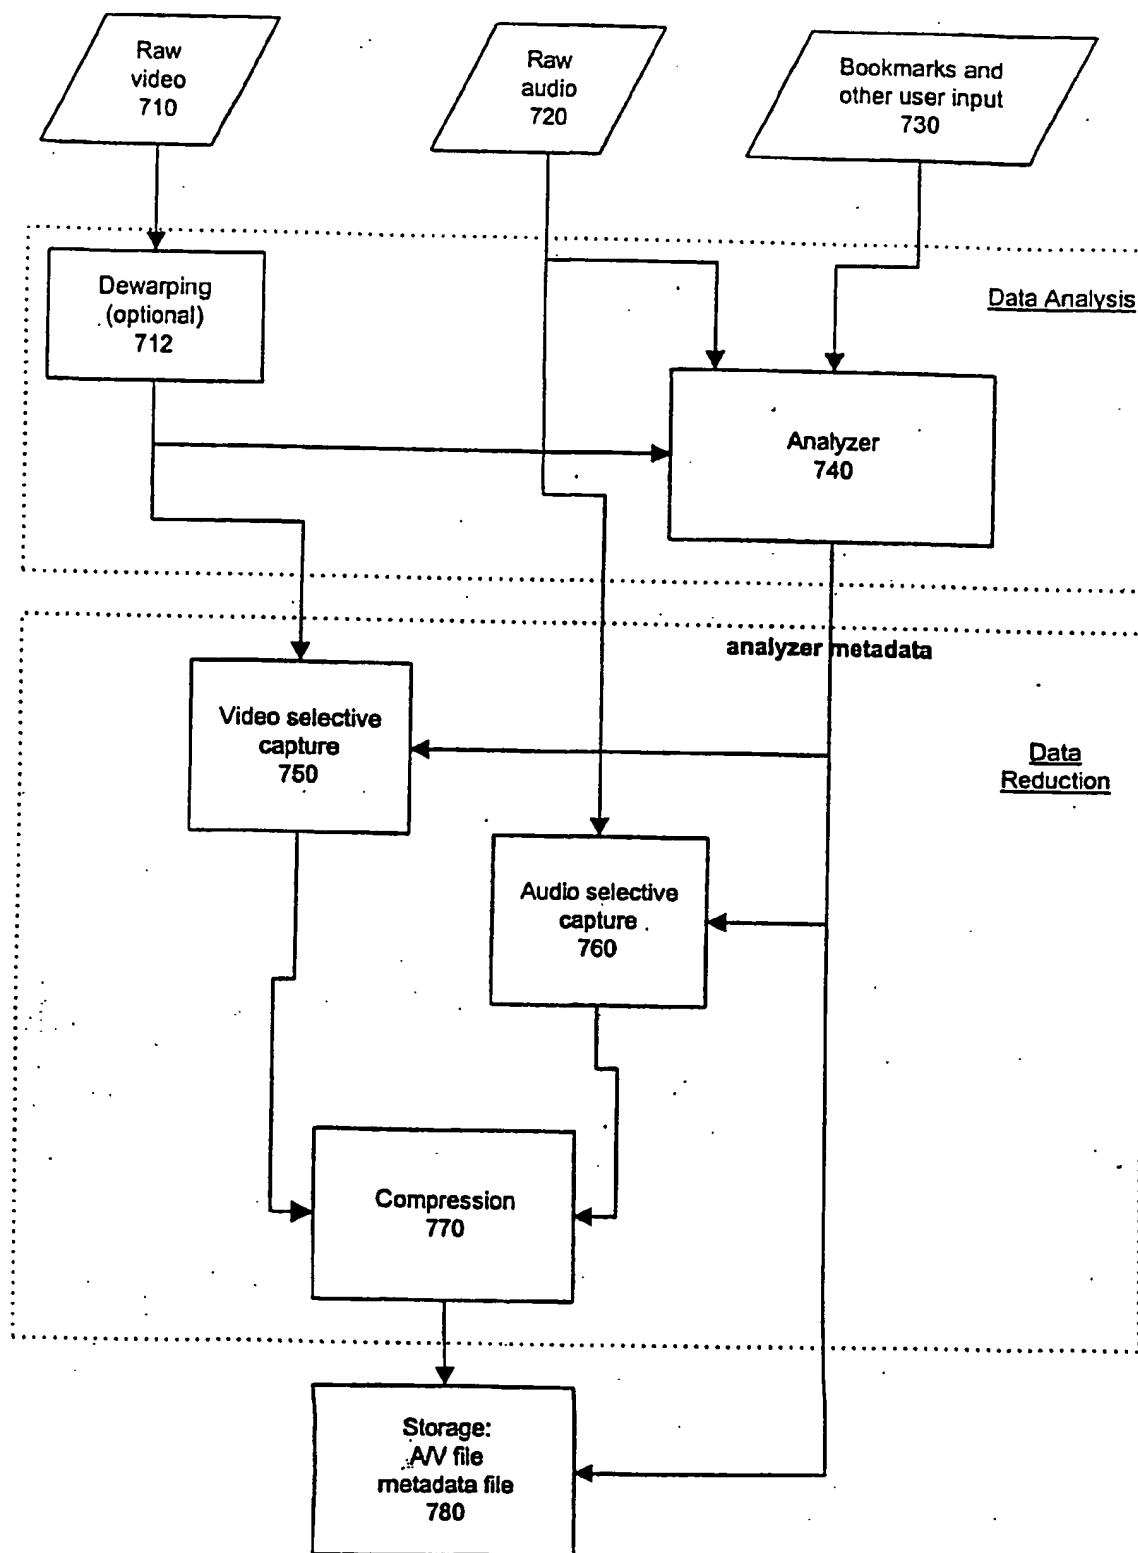 Raw
video
710
Raw
audio
720
Bookmarks and
other user input
730
Dewarping
(optional)
712
Data Analysis
Analyzer
740
analyzer metadata
Video selective
capture
750
Data
Reduction
Audio selective
capture
760
Compression
770
Storage:
A/V file
metadata file
780